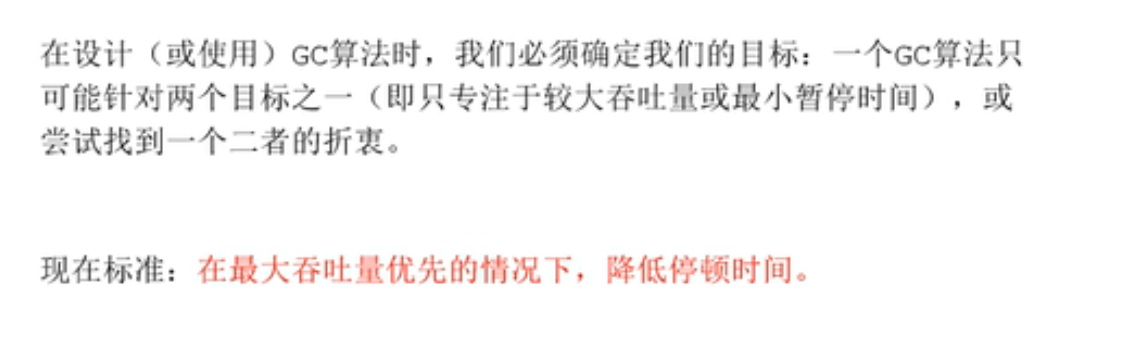 在设计（或使用）GC算法时，我们必须确定我们的目标：一个GC算法只
可能针对两个目标之一（即只专注于较大吞吐量或最小暂停时间），或
尝试找到一个二者的折衷。
现在标准：在最大吞吐量优先的情况下，降低停顿时间。